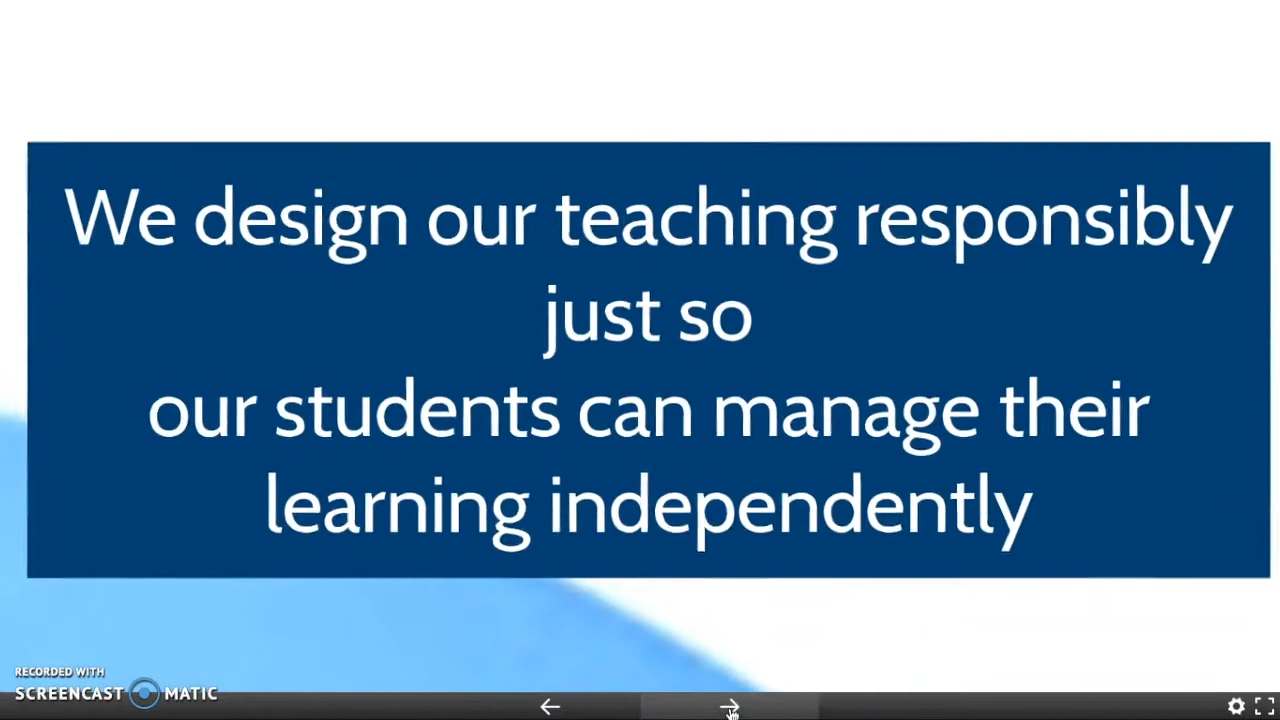 We design our teaching responsibly
just so
our students can manage their
learning independently
RECORDED WITH
SCREENCAST MATIC